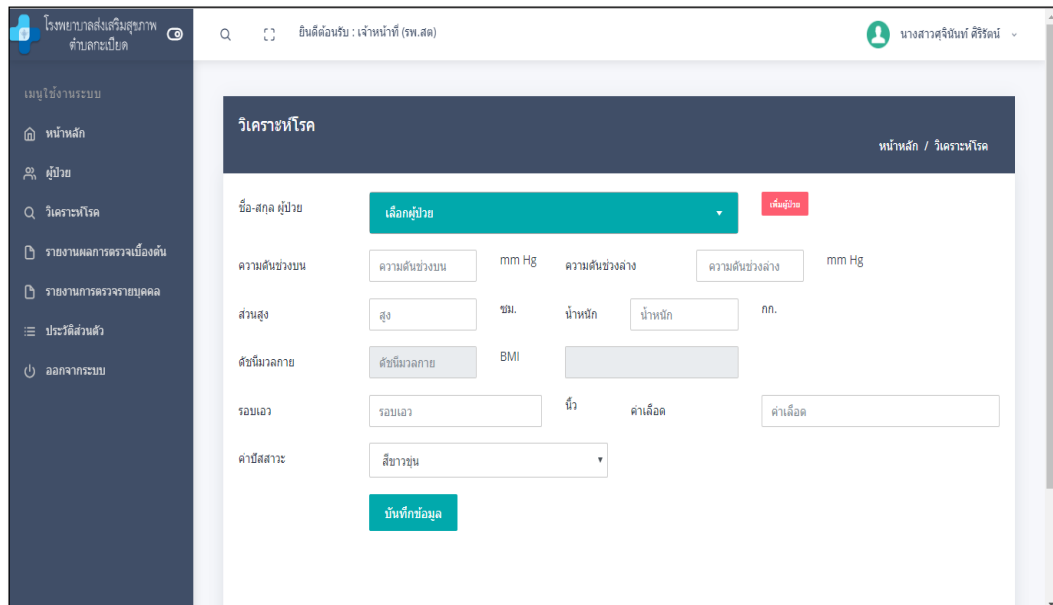 โรงพยาบาลส่งเสริมสุขภาพ
ตำบลกะเปียด
ยินดีต้อนรับ : เจ้าหน้าที่ (รพ.สต)
นางสาวศุจินันท์ ศิริรัตน์
เมนูใช้งานระบบ
หน้าหลัก
ผู้ป่วย
วิเคราะห์โรค
รายงานผลการตรวจเบื้องต้น
รายงานการตรวจรายบุคคล
ประวัติส่วนตัว
ออกจากระบบ
วิเคราะห์โรค
หน้าหลัก / วิเคราะห์โรค
ชื่อ-สกุล ผู้ป่วย เลือกผู้ป่วย เพิ่มผู้ป่วย
ความดันช่วงบน ความดันช่วงบน mm Hg ความดันช่วงล่าง ความดันช่วงล่าง mm Hg
ส่วนสูง สูง ซม. น้ำหนัก น้ำหนัก กก.
ดัชนีมวลกาย ดัชนีมวลกาย BMI
รอบเอว รอบเอว นิ้ว ค่าเลือด ค่าเลือด
ค่าปัสสาวะ สีขาวขุ่น
บันทึกข้อมูล